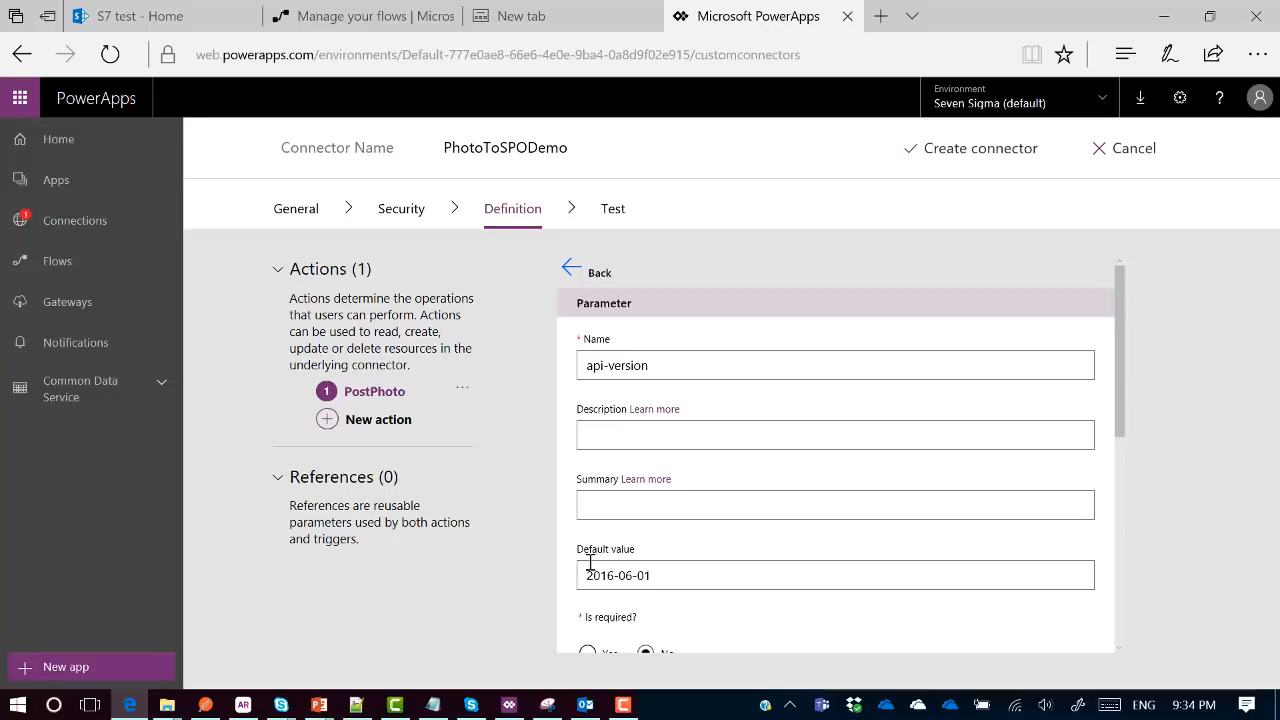 S7 test - Home
Manage your flows | Micros
New tab
Microsoft PowerApps
web.powerapps.com/environments/Default-777e0ae8-66e6-4e0e-9ba4-0a8d9f02e915/customconnectors
PowerApps
Environment
Seven Sigma (default)
Home
Apps
1
Connections
Flows
Gateways
Notifications
Common Data
Service
New app
Connector Name
PhotoToSPODemo
Create connector
Cancel
General
Security
Definition
Test
Actions (1)
Actions determine the operations
that users can perform. Actions
can be used to read, create,
update or delete resources in the
underlying connector.
1 PostPhoto ...
New action
References (0)
References are reusable
parameters used by both actions
and triggers.
Back
Parameter
* Name
api-version
Description Learn more
Summary Learn more
Default value
2016-06-01
* Is required?
Yes No
AR
ENG
9:34 PM